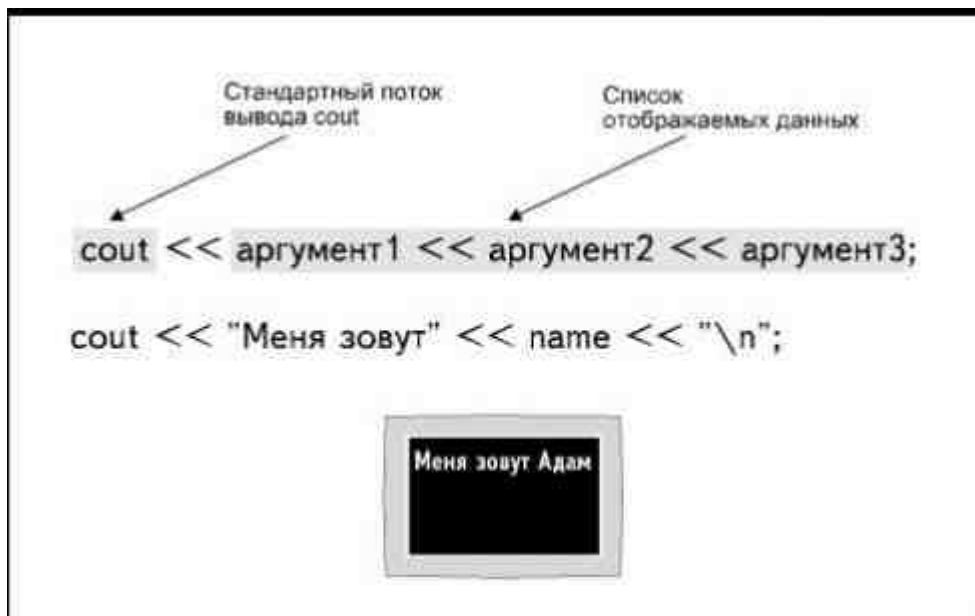 Стандартный поток
вывода cout
Список
отображаемых данных
cout << аргумент1 << аргумент2 << аргумент3;
cout << "Меня зовут" << name << "\n";
Меня зовут Адам